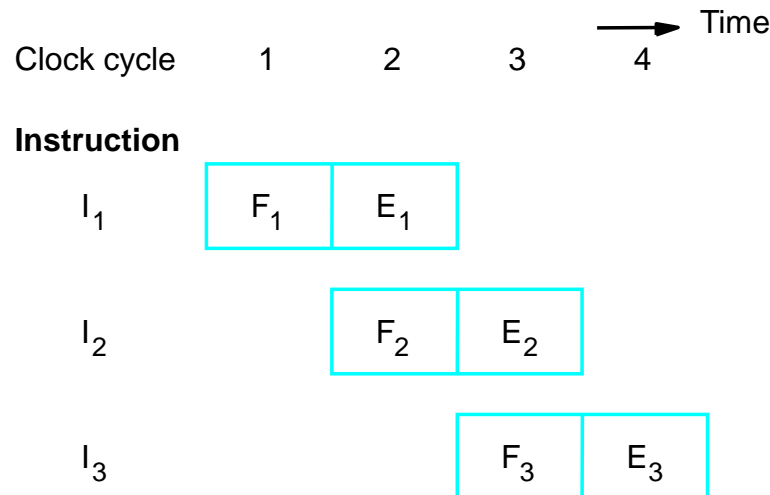 Time
Clock cycle 1 2 3 4
Instruction
I₁ F₁ E₁
I₂ F₂ E₂
I₃ F₃ E₃